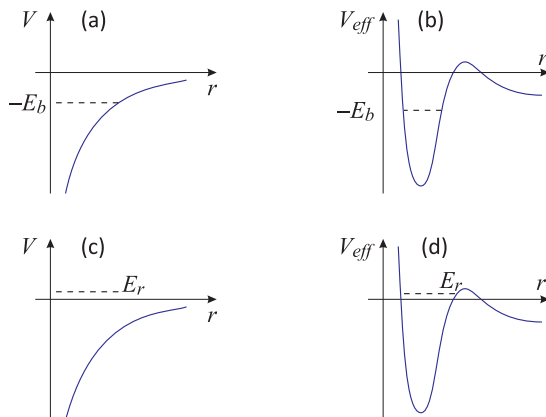 V (a)
r
−E_b
V_eff (b)
r
−E_b
V (c)
E_r
r
V_eff (d)
E_r
r